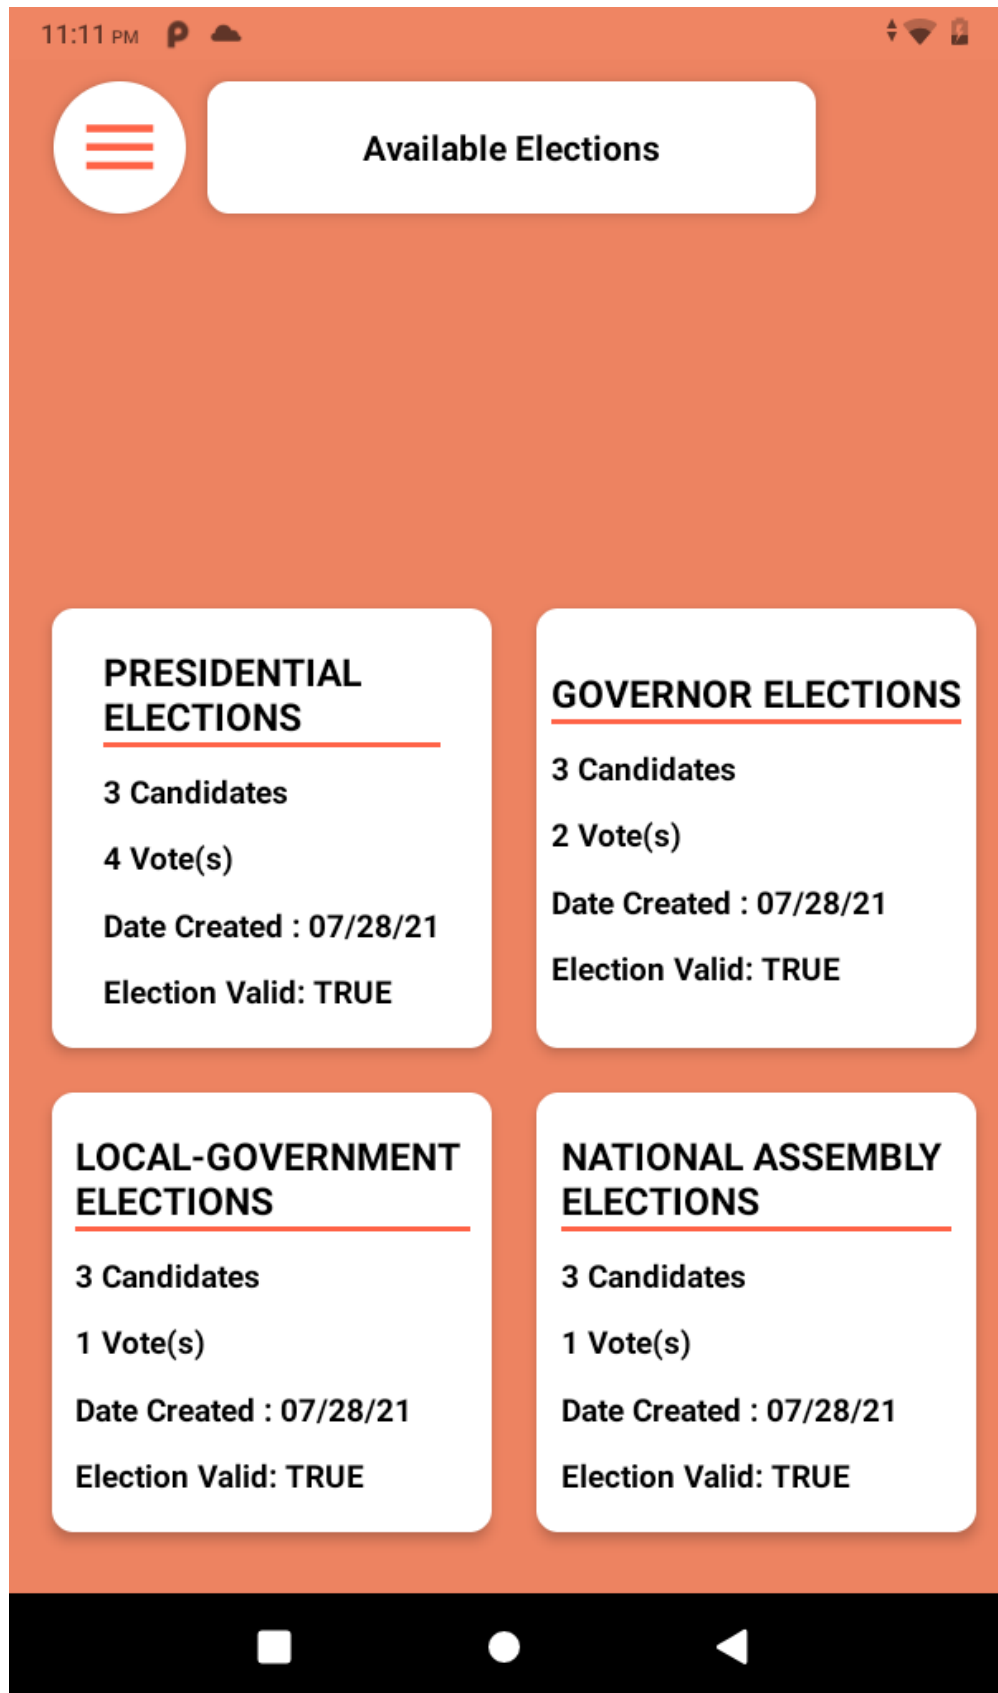 11:11 PM
Available Elections
PRESIDENTIAL
ELECTIONS
3 Candidates
4 Vote(s)
Date Created : 07/28/21
Election Valid: TRUE
GOVERNOR ELECTIONS
3 Candidates
2 Vote(s)
Date Created : 07/28/21
Election Valid: TRUE
LOCAL-GOVERNMENT
ELECTIONS
3 Candidates
1 Vote(s)
Date Created : 07/28/21
Election Valid: TRUE
NATIONAL ASSEMBLY
ELECTIONS
3 Candidates
1 Vote(s)
Date Created : 07/28/21
Election Valid: TRUE